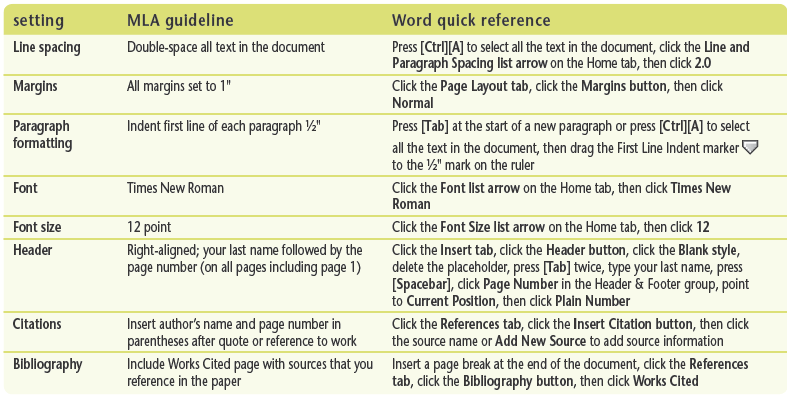 setting MLA guideline Word quick reference
Line spacing Double-space all text in the document Press [Ctrl][A] to select all the text in the document, click the Line and
Paragraph Spacing list arrow on the Home tab, then click 2.0
Margins All margins set to 1" Click the Page Layout tab, click the Margins button, then click
Normal
Paragraph Indent first line of each paragraph ½" Press [Tab] at the start of a new paragraph or press [Ctrl][A] to select
formatting all the text in the document, then drag the First Line Indent marker
to the ½" mark on the ruler
Font Times New Roman Click the Font list arrow on the Home tab, then click Times New
Roman
Font size 12 point Click the Font Size list arrow on the Home tab, then click 12
Header Right-aligned; your last name followed by the Click the Insert tab, click the Header button, click the Blank style,
page number (on all pages including page 1) delete the placeholder, press [Tab] twice, type your last name, press
[Spacebar], click Page Number in the Header & Footer group, point
to Current Position, then click Plain Number
Citations Insert author's name and page number in Click the References tab, click the Insert Citation button, then click
parentheses after quote or reference to work the source name or Add New Source to add source information
Bibliography Include Works Cited page with sources that you Insert a page break at the end of the document, click the References
reference in the paper tab, click the Bibliography button, then click Works Cited